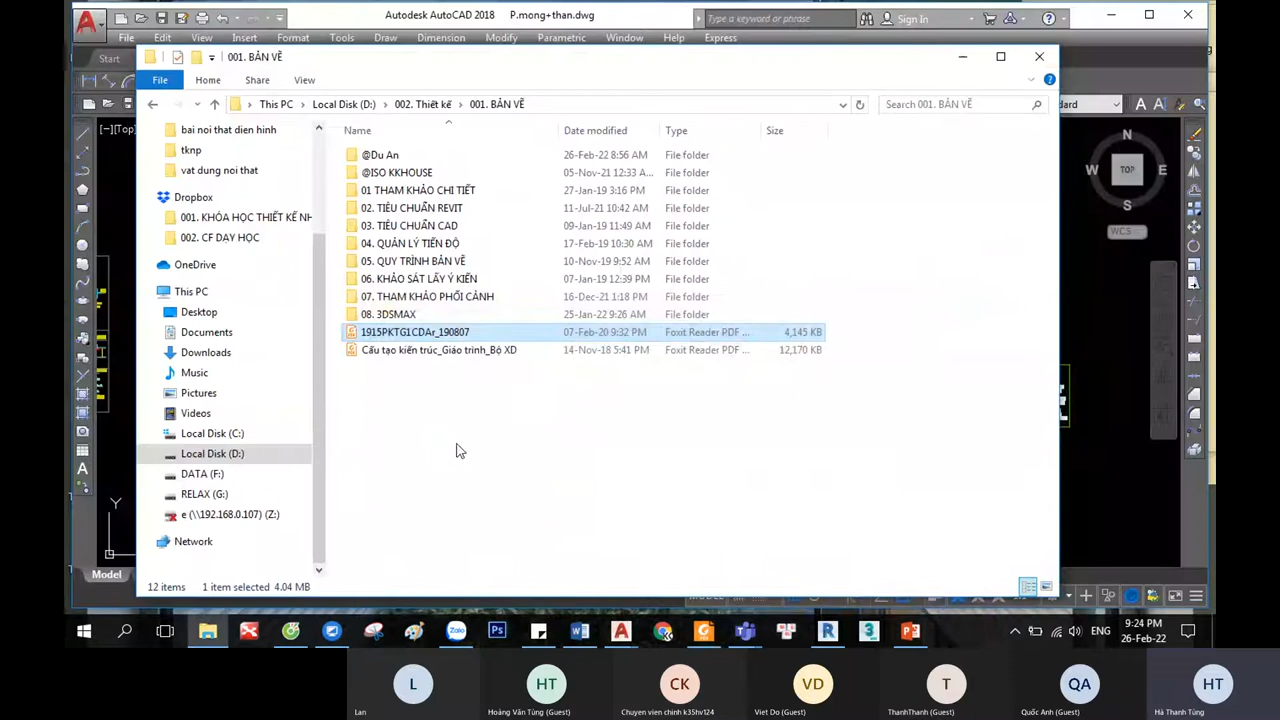 Autodesk AutoCAD 2018 P.mong+than.dwg
Type a keyword or phrase
Sign In
File Edit View Insert Format Tools Draw Dimension Modify Parametric Window Help Express
Start
001. BẢN VẼ
File Home Share View
This PC > Local Disk (D:) > 002. Thiết kế > 001. BẢN VẼ
Search 001. BẢN VẼ
dard
[−][Top]
bai noi that dien hinh
tknp
vat dung noi that
Dropbox
001. KHÓA HỌC THIẾT KẾ NH
002. CF DẠY HỌC
OneDrive
This PC
Desktop
Documents
Downloads
Music
Pictures
Videos
Local Disk (C:)
Local Disk (D:)
DATA (F:)
RELAX (G:)
e (\\192.168.0.107) (Z:)
Network
Name Date modified Type Size
@Du An 26-Feb-22 8:56 AM File folder
@ISO KKHOUSE 05-Nov-21 12:33 A... File folder
01 THAM KHẢO CHI TIẾT 27-Jan-19 3:16 PM File folder
02. TIÊU CHUẨN REVIT 11-Jul-21 10:42 AM File folder
03. TIÊU CHUẨN CAD 09-Jan-19 11:49 AM File folder
04. QUẢN LÝ TIẾN ĐỘ 17-Feb-19 10:30 AM File folder
05. QUY TRÌNH BẢN VẼ 10-Nov-19 9:52 AM File folder
06. KHẢO SÁT LẤY Ý KIẾN 07-Jan-19 12:39 PM File folder
07. THAM KHẢO PHỐI CẢNH 16-Dec-21 1:18 PM File folder
08. 3DSMAX 25-Jan-22 9:26 AM File folder
1915PKTG1CDAr_190807 07-Feb-20 9:32 PM Foxit Reader PDF ... 4,145 KB
Cấu tạo kiến trúc_Giáo trình_Bộ XD 14-Nov-18 5:41 PM Foxit Reader PDF ... 12,170 KB
N
W TOP E
S
WCS
Y
Model
12 items 1 item selected 4.04 MB
MODEL
Zalo
Ps
ENG
9:24 PM
26-Feb-22
L
HT
CK
VD
T
QA
HT
Lan
Hoàng Văn Tùng (Guest)
Chuyen vien chinh k35hv124
Viet Do (Guest)
ThanhThanh (Guest)
Quốc Anh (Guest)
Hà Thanh Tùng